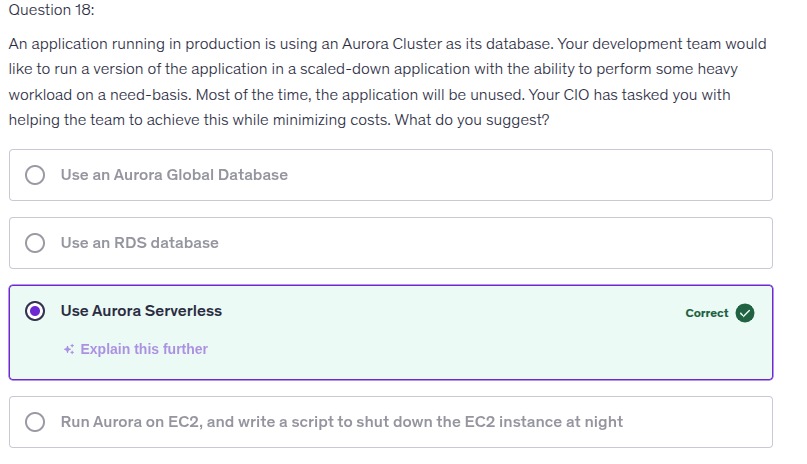 Question 18:
An application running in production is using an Aurora Cluster as its database. Your development team would
like to run a version of the application in a scaled-down application with the ability to perform some heavy
workload on a need-basis. Most of the time, the application will be unused. Your CIO has tasked you with
helping the team to achieve this while minimizing costs. What do you suggest?
Use an Aurora Global Database
Use an RDS database
Use Aurora Serverless
Correct
Explain this further
Run Aurora on EC2, and write a script to shut down the EC2 instance at night